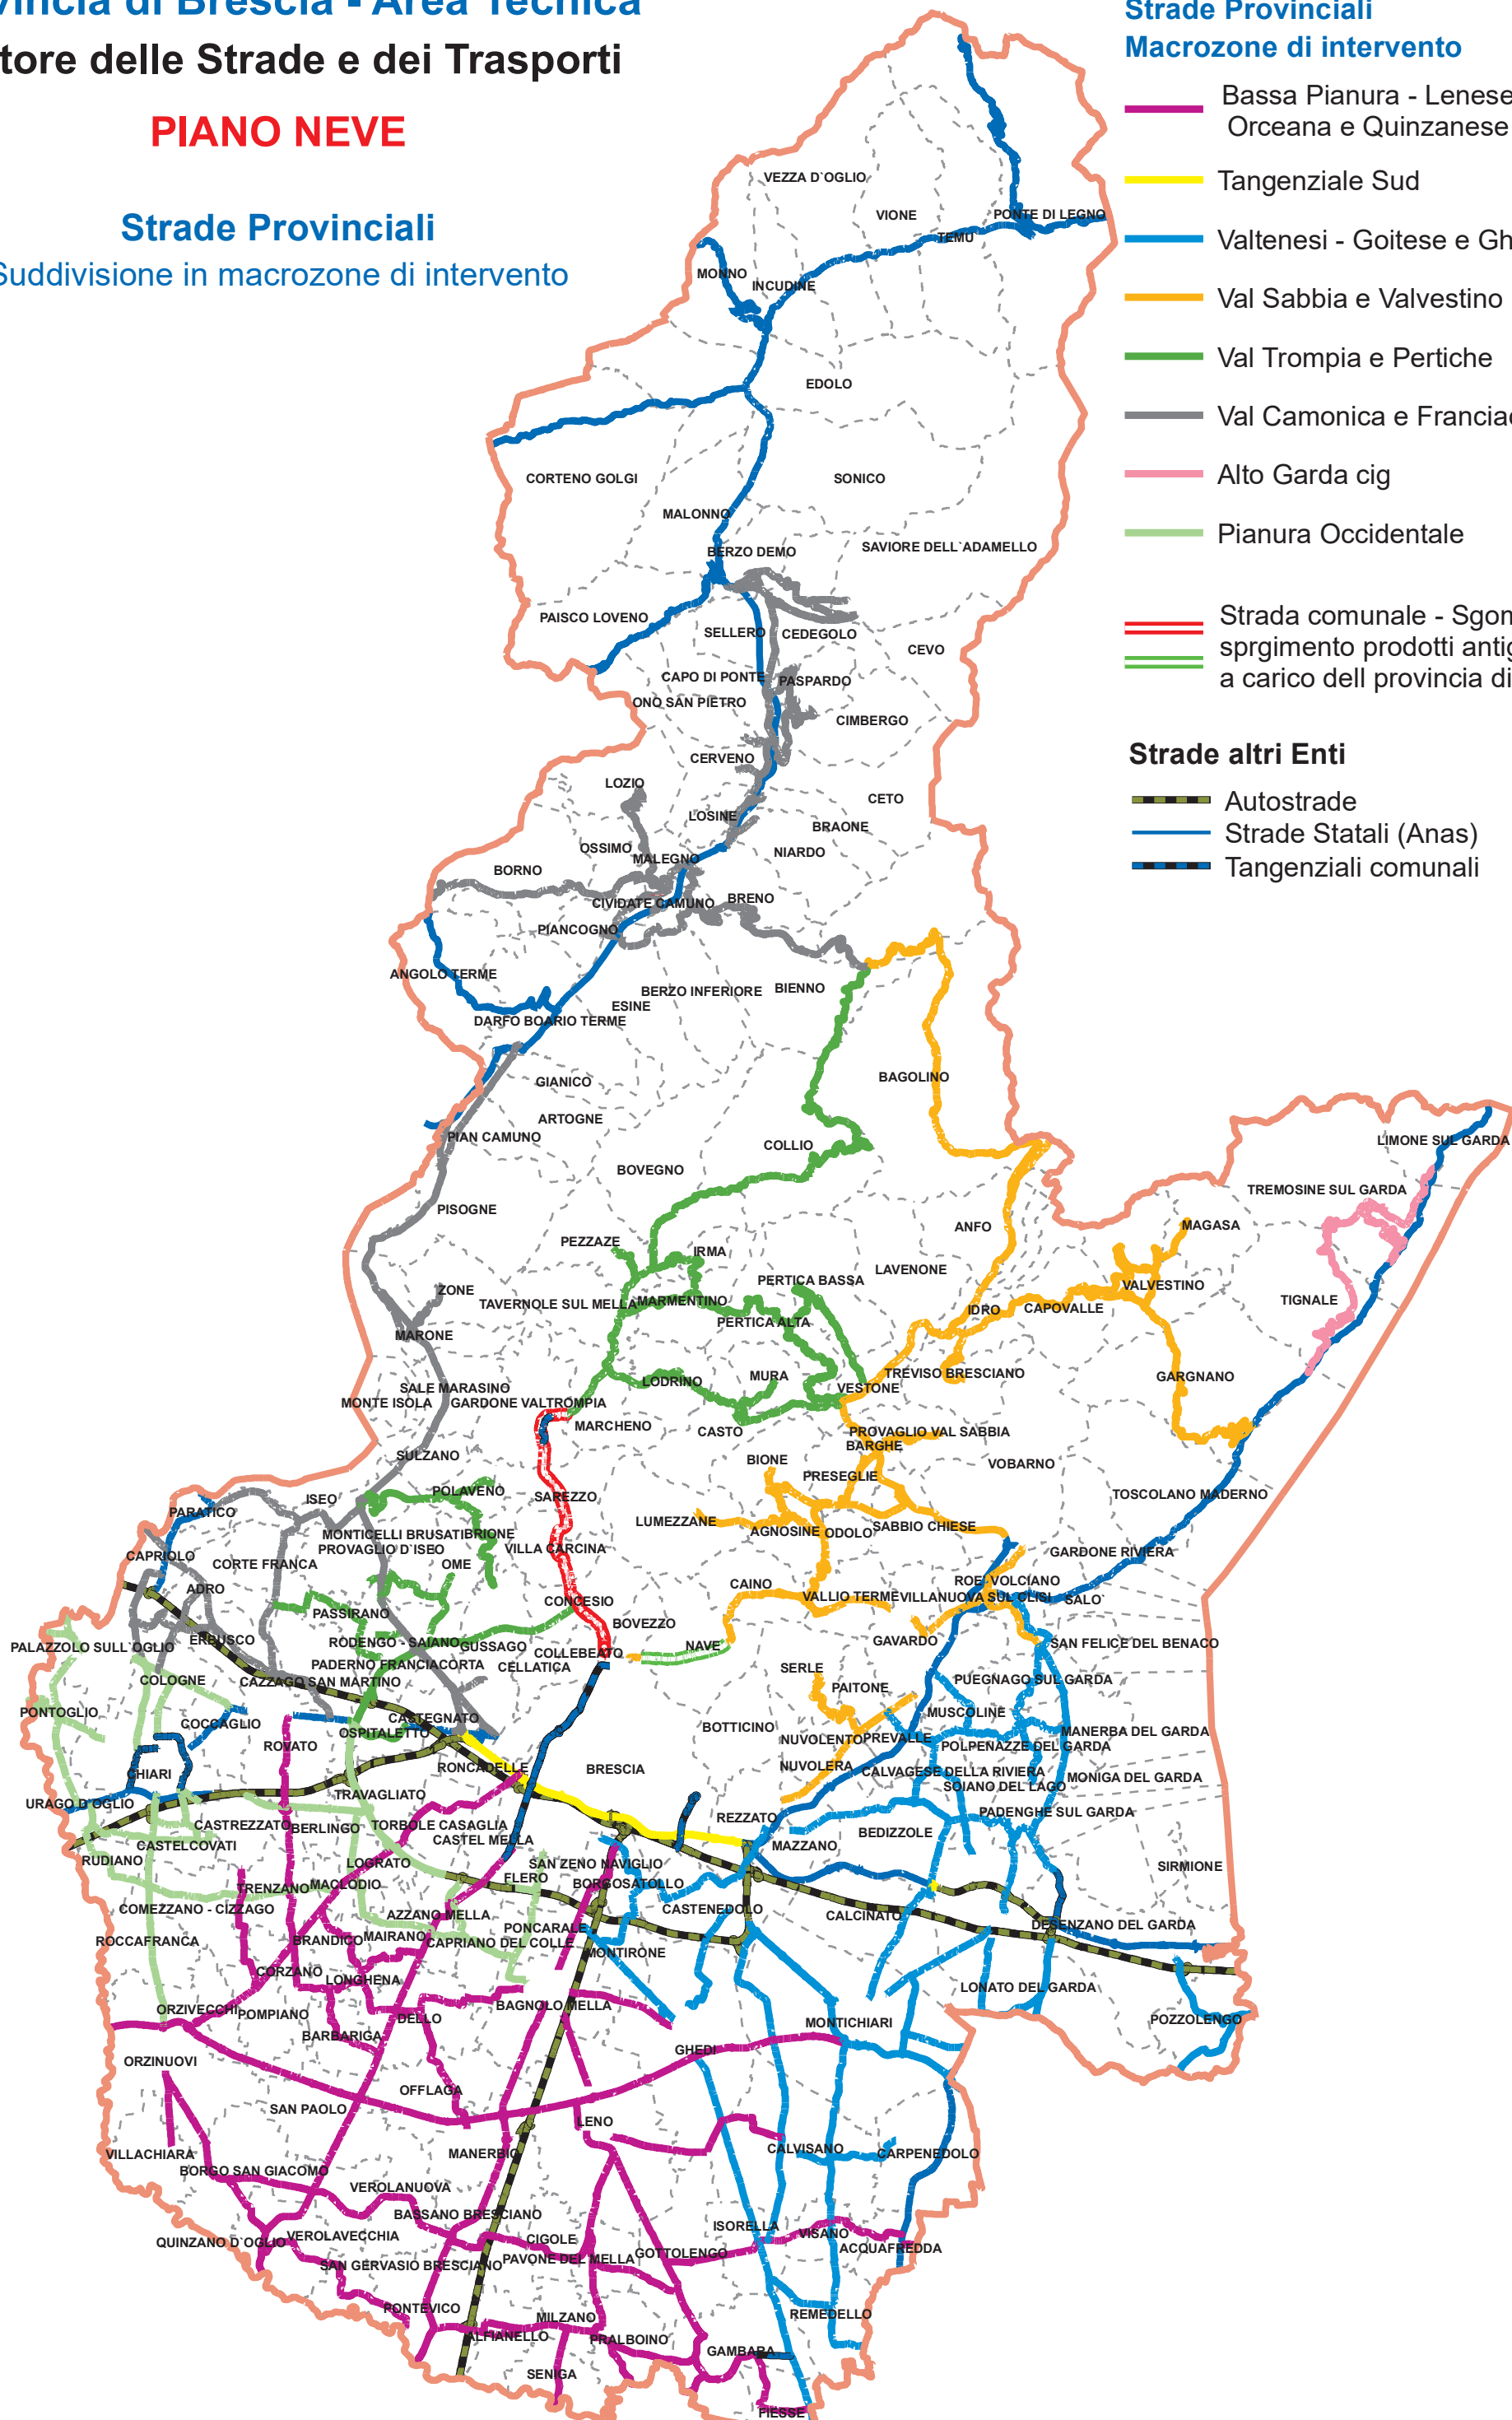 vincia di Brescia - Area Tecnica
tore delle Strade e dei Trasporti
PIANO NEVE
Strade Provinciali
Suddivisione in macrozone di intervento
Strade Provinciali
Macrozone di intervento
Bassa Pianura - Lenese
Orceana e Quinzanese
Tangenziale Sud
Valtenesi - Goitese e Gh
Val Sabbia e Valvestino
Val Trompia e Pertiche
Val Camonica e Franciac
Alto Garda cig
Pianura Occidentale
Strada comunale - Sgom
sprgimento prodotti antig
a carico dell provincia di
Strade altri Enti
Autostrade
Strade Statali (Anas)
Tangenziali comunali
VEZZA D`OGLIO
VIONE
PONTE DI LEGNO
TEMU
MONNO
INCUDINE
EDOLO
CORTENO GOLGI
SONICO
MALONNO
BERZO DEMO
SAVIORE DELL`ADAMELLO
PAISCO LOVENO
SELLERO
CEDEGOLO
CEVO
CAPO DI PONTE
PASPARDO
ONO SAN PIETRO
CIMBERGO
CERVENO
LOZIO
CETO
LOSINE
BRAONE
OSSIMO
MALEGNO
NIARDO
BORNO
CIVIDATE CAMUNO
BRENO
PIANCOGNO
ANGOLO TERME
BERZO INFERIORE
BIENNO
ESINE
DARFO BOARIO TERME
GIANICO
BAGOLINO
ARTOGNE
PIAN CAMUNO
COLLIO
LIMONE SUL GARDA
BOVEGNO
TREMOSINE SUL GARDA
PISOGNE
ANFO
MAGASA
PEZZAZE
IRMA
LAVENONE
ZONE
PERTICA BASSA
VALVESTINO
TAVERNOLE SUL MELLA
MARMENTINO
IDRO
CAPOVALLE
TIGNALE
PERTICA ALTA
MARONE
MURA
TREVISO BRESCIANO
GARGNANO
LODRINO
SALE MARASINO
VESTONE
MONTE ISOLA
GARDONE VALTROMPIA
MARCHENO
CASTO
PROVAGLIO VAL SABBIA
BARGHE
SULZANO
BIONE
PRESEGLIE
VOBARNO
POLAVENO
SAREZZO
TOSCOLANO MADERNO
ISEO
PARATICO
LUMEZZANE
AGNOSINE
ODOLO
SABBIO CHIESE
MONTICELLI BRUSATI
BRIONE
PROVAGLIO D`ISEO
VILLA CARCINA
GARDONE RIVIERA
CAPRIOLO
CORTE FRANCA
OME
ADRO
CAINO
ROE` VOLCIANO
PASSIRANO
CONCESIO
VALLIO TERME
VILLANUOVA SUL CLISI
SALO`
BOVEZZO
ERBUSCO
PALAZZOLO SULL`OGLIO
RODENGO - SAIANO
GUSSAGO
COLLEBEATO
NAVE
GAVARDO
SAN FELICE DEL BENACO
PADERNO FRANCIACORTA
CELLATICA
SERLE
COLOGNE
CAZZAGO SAN MARTINO
PAITONE
PUEGNAGO SUL GARDA
PONTOGLIO
CASTEGNATO
MUSCOLINE
COCCAGLIO
OSPITALETTO
BOTTICINO
MANERBA DEL GARDA
ROVATO
NUVOLENTO
PREVALLE
POLPENAZZE DEL GARDA
CHIARI
RONCADELLE
BRESCIA
NUVOLERA
CALVAGESE DELLA RIVIERA
MONIGA DEL GARDA
SOIANO DEL LAGO
URAGO D`OGLIO
TRAVAGLIATO
REZZATO
PADENGHE SUL GARDA
CASTREZZATO
BERLINGO
TORBOLE CASAGLIA
CASTEL MELLA
MAZZANO
BEDIZZOLE
CASTELCOVATI
RUDIANO
LOGRATO
SAN ZENO NAVIGLIO
SIRMIONE
FLERO
BORGOSATOLLO
TRENZANO
MACLODIO
COMEZZANO - CIZZAGO
AZZANO MELLA
CASTENEDOLO
CALCINATO
DESENZANO DEL GARDA
PONCARALE
ROCCAFRANCA
BRANDICO
MAIRANO
CAPRIANO DEL COLLE
MONTIRONE
CORZANO
LONGHENA
LONATO DEL GARDA
ORZIVECCHI
POMPIANO
DELLO
BAGNOLO MELLA
MONTICHIARI
POZZOLENGO
BARBARIGA
GHEDI
ORZINUOVI
OFFLAGA
SAN PAOLO
LENO
VILLACHIARA
MANERBIO
CALVISANO
CARPENEDOLO
BORGO SAN GIACOMO
VEROLANUOVA
BASSANO BRESCIANO
ISORELLA
VISANO
QUINZANO D`OGLIO
VEROLAVECCHIA
CIGOLE
ACQUAFREDDA
SAN GERVASIO BRESCIANO
PAVONE DEL MELLA
GOTTOLENGO
PONTEVICO
MILZANO
REMEDELLO
ALFIANELLO
PRALBOINO
GAMBARA
SENIGA
FIESSE